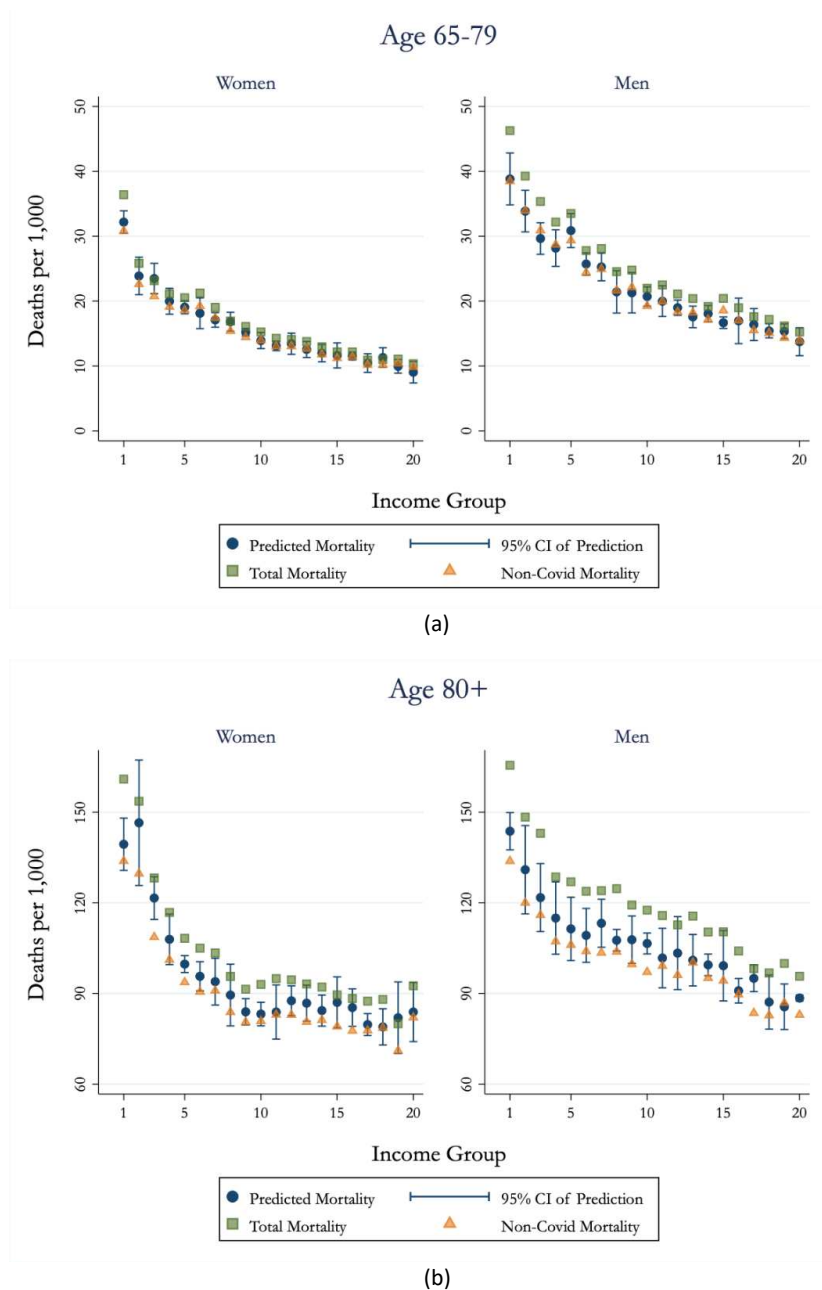 Age 65-79
Women
Men
Deaths per 1,000
50
40
30
20
10
0
1 5 10 15 20
1 5 10 15 20
50
40
30
20
10
0
Income Group
Predicted Mortality 95% CI of Prediction
Total Mortality Non-Covid Mortality
(a)
Age 80+
Women
Men
Deaths per 1,000
150
120
90
60
1 5 10 15 20
150
120
90
60
1 5 10 15 20
Income Group
Predicted Mortality 95% CI of Prediction
Total Mortality Non-Covid Mortality
(b)